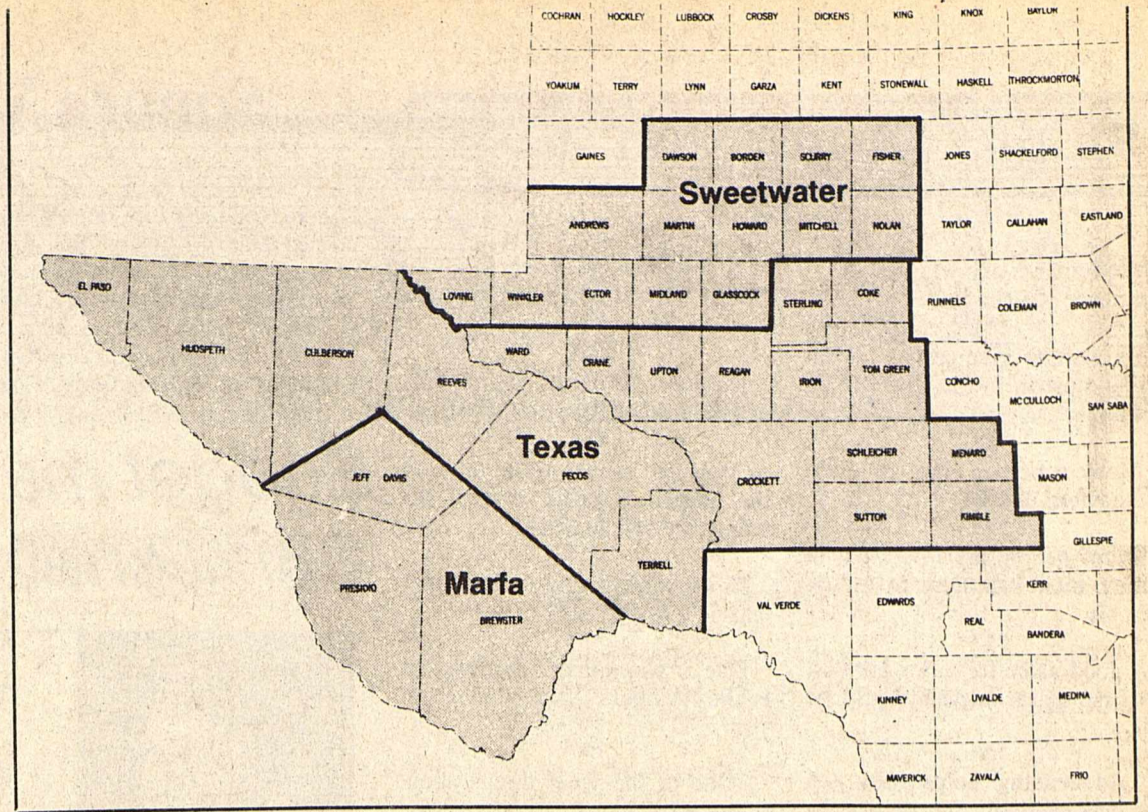 COCHRAN HOCKLEY LUBBOCK CROSBY DICKENS KING KNOX BAYLOR
YOAKUM TERRY LYNN GARZA KENT STONEWALL HASKELL THROCKMORTON
GAINES DAWSON BORDEN SCURRY FISHER JONES SHACKELFORD STEPHEN
Sweetwater
ANDREWS MARTIN HOWARD MITCHELL NOLAN TAYLOR CALLAHAN EASTLAND
EL PASO LOVING WINKLER ECTOR MIDLAND GLASSCOCK STERLING COKE RUNNELS COLEMAN BROWN
HUDSPETH CULBERSON REEVES WARD CRANE UPTON REAGAN IRION TOM GREEN CONCHO MC CULLOCH SAN SABA
Texas
JEFF DAVIS PECOS CROCKETT SCHLEICHER MENARD MASON
SUTTON KIMBLE GILLESPIE
TERRELL
Marfa
PRESIDIO BREWSTER VAL VERDE EDWARDS REAL KERR BANDERA
KINNEY UVALDE MEDINA
MAVERICK ZAVALA FRIO